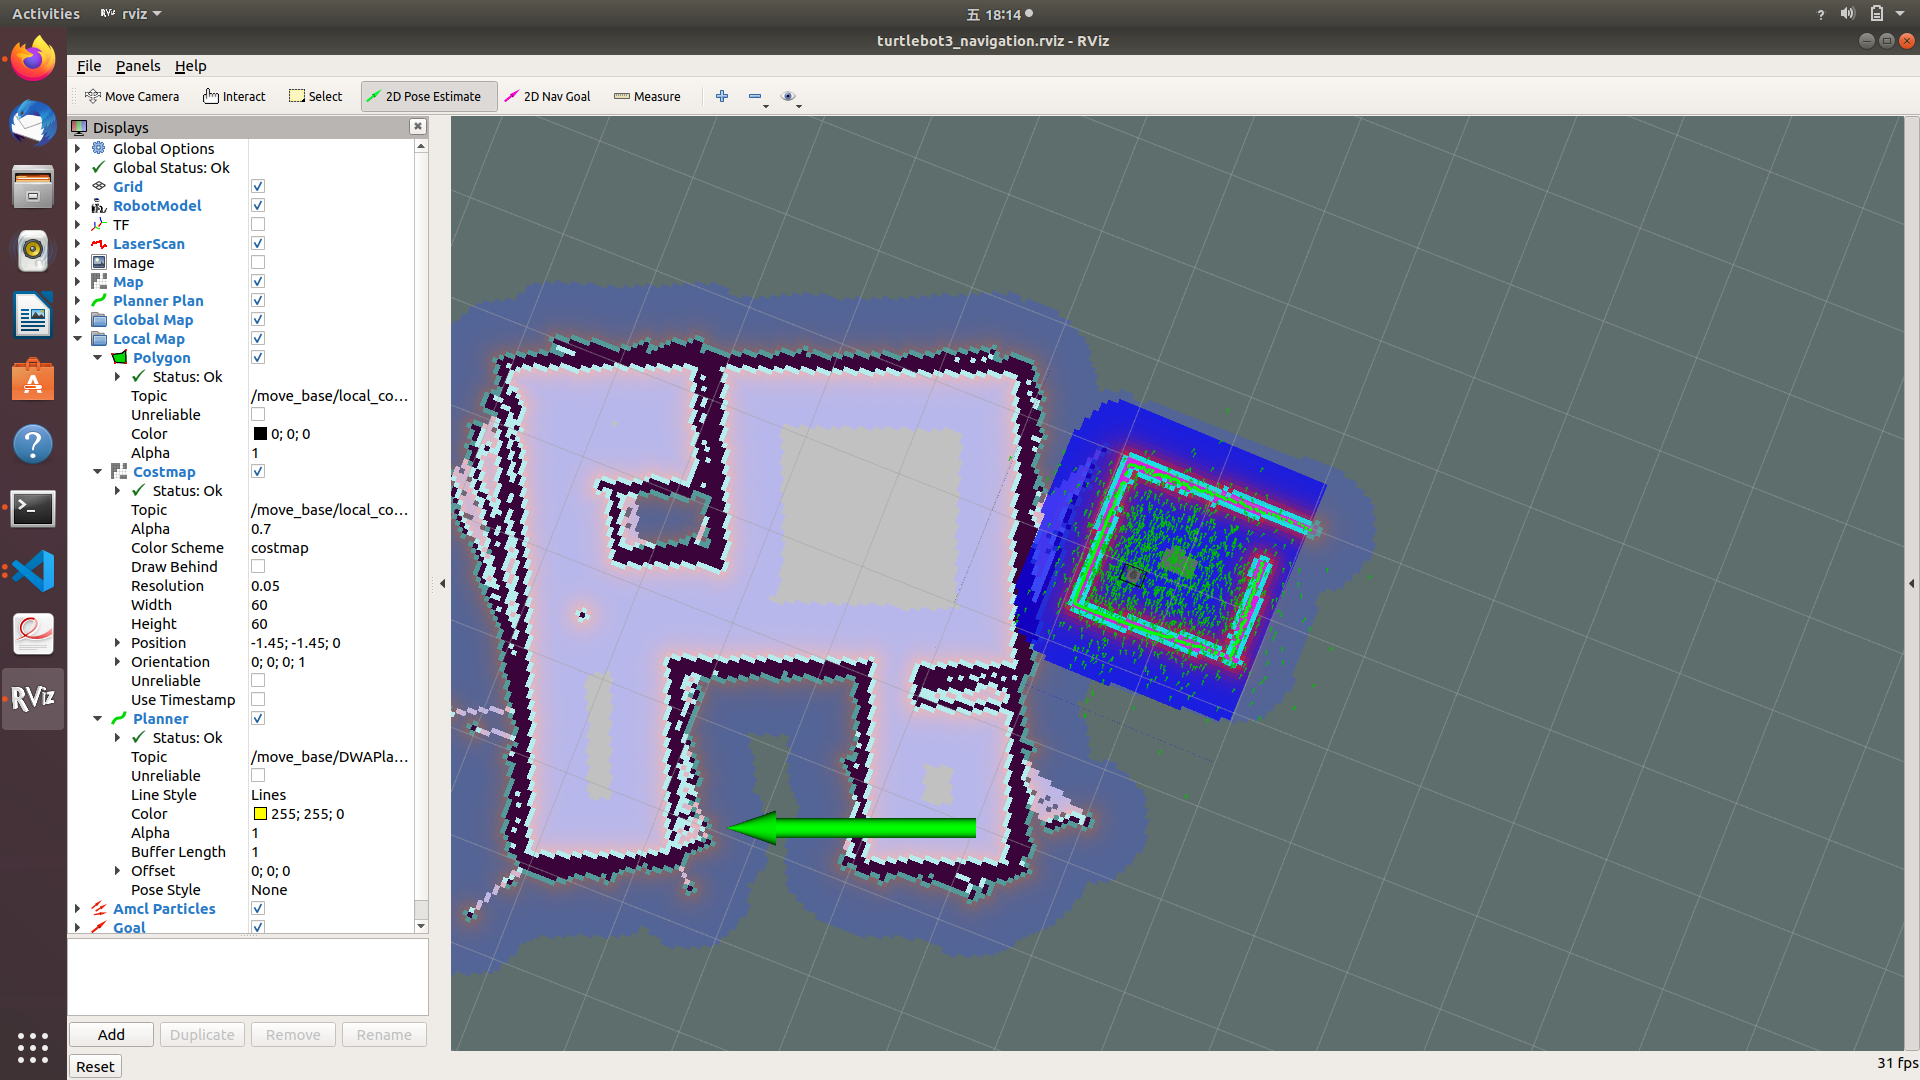 Activities
rviz
五 18:14
?
turtlebot3_navigation.rviz - RViz
File Panels Help
Move Camera Interact Select 2D Pose Estimate 2D Nav Goal Measure
Displays
Global Options
Global Status: Ok
Grid
RobotModel
TF
LaserScan
Image
Map
Planner Plan
Global Map
Local Map
Polygon
Status: Ok
Topic /move_base/local_co…
Unreliable
Color 0; 0; 0
Alpha 1
Costmap
Status: Ok
Topic /move_base/local_co…
Alpha 0.7
Color Scheme costmap
Draw Behind
Resolution 0.05
Width 60
Height 60
Position -1.45; -1.45; 0
Orientation 0; 0; 0; 1
Unreliable
Use Timestamp
Planner
Status: Ok
Topic /move_base/DWAPla…
Unreliable
Line Style Lines
Color 255; 255; 0
Alpha 1
Buffer Length 1
Offset 0; 0; 0
Pose Style None
Amcl Particles
Goal
Add Duplicate Remove Rename
Reset
31 fps
RViz